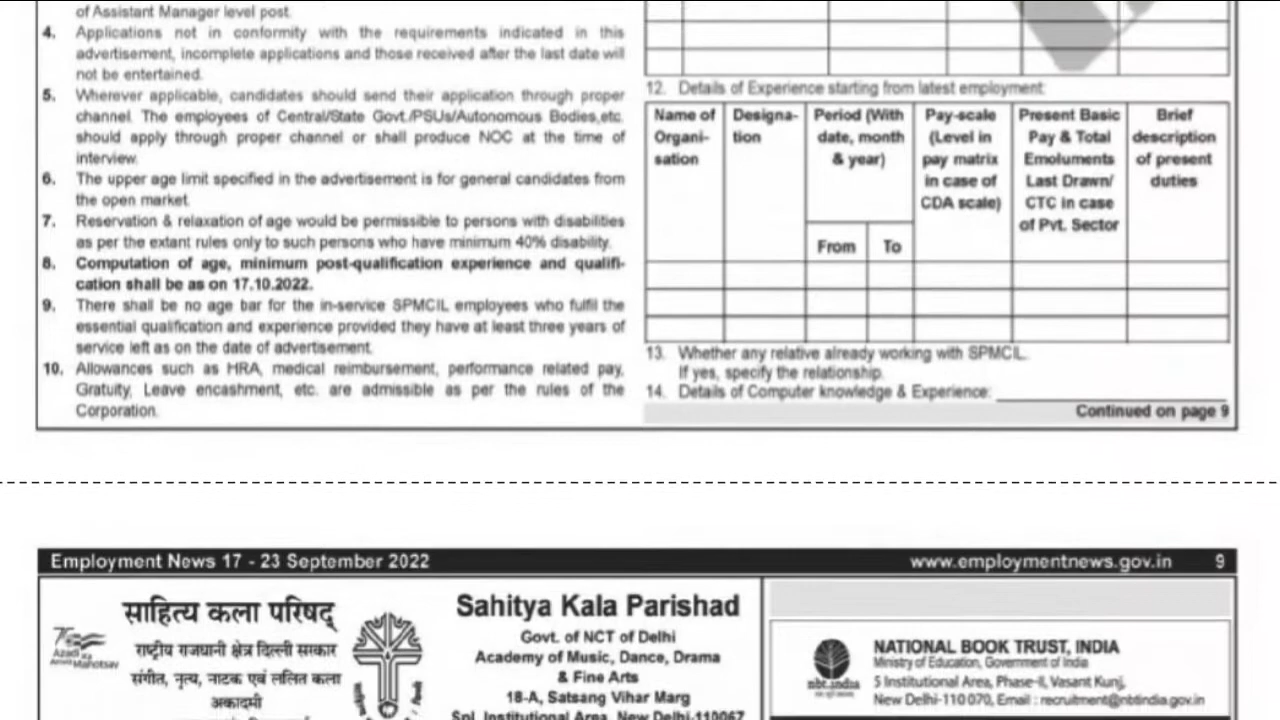 of Assistant Manager level post.
4. Applications not in conformity with the requirements indicated in this
advertisement, incomplete applications and those received after the last date will
not be entertained.
5. Wherever applicable, candidates should send their application through proper
channel. The employees of Central/State Govt./PSUs/Autonomous Bodies,etc.
should apply through proper channel or shall produce NOC at the time of
interview.
6. The upper age limit specified in the advertisement is for general candidates from
the open market.
7. Reservation & relaxation of age would be permissible to persons with disabilities
as per the extant rules only to such persons who have minimum 40% disability.
8. Computation of age, minimum post-qualification experience and qualifi-
cation shall be as on 17.10.2022.
9. There shall be no age bar for the in-service SPMCIL employees who fulfil the
essential qualification and experience provided they have at least three years of
service left as on the date of advertisement.
10. Allowances such as HRA, medical reimbursement, performance related pay,
Gratuity, Leave encashment, etc. are admissible as per the rules of the
Corporation.
12. Details of Experience starting from latest employment
Name of Organi- sation
Designa- tion
Period (With date, month & year)
From To
Pay-scale (Level in pay matrix in case of CDA scale)
Present Basic Pay & Total Emoluments Last Drawn/ CTC in case of Pvt. Sector
Brief description of present duties
13. Whether any relative already working with SPMCIL.
If yes, specify the relationship.
14. Details of Computer knowledge & Experience:
Continued on page 9
Employment News 17 - 23 September 2022 www.employmentnews.gov.in 9
Azadi Ka
Amrit Mahotsav
साहित्य कला परिषद्
राष्ट्रीय राजधानी क्षेत्र दिल्ली सरकार
संगीत, नृत्य, नाटक एवं ललित कला
अकादमी
Sahitya Kala Parishad
Govt. of NCT of Delhi
Academy of Music, Dance, Drama
& Fine Arts
18-A, Satsang Vihar Marg
Spl. Institutional Area, New Delhi-110067
nbt.india
NATIONAL BOOK TRUST, INDIA
Ministry of Education, Government of India
5 Institutional Area, Phase-II, Vasant Kunj,
New Delhi-110 070, Email : recruitment@nbtindia.gov.in